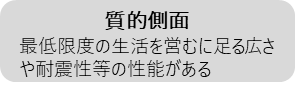 質的側面
最低限度の生活を営むに足る広さ
や耐震性等の性能がある